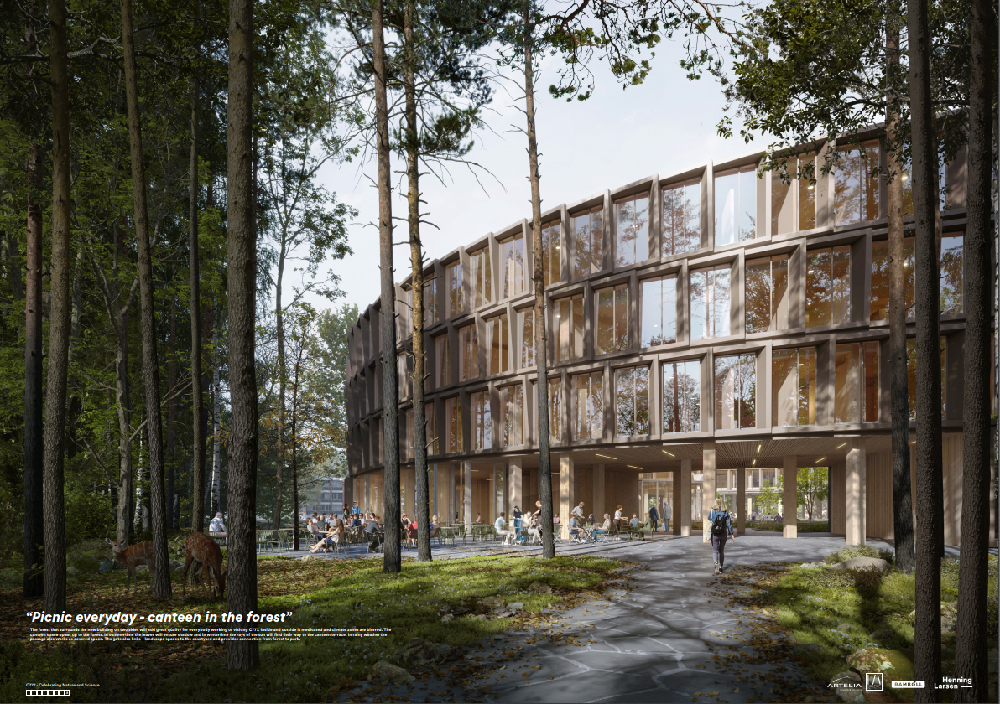 “Picnic everyday - canteen in the forest”
The forest that surrounds the new building on two sides will add great quality for everybody working or visiting C???. Inside and outside is medicated and climate zones are blurred. The
canteen space opens up to the forest. In summertime the leaves will ensure shadow and in wintertime the rays of the sun will find their way to the canteen terrace. In rainy weather the
passage also works as covered space. The gate also links landscape spaces to the courtyard and provides connection from forest to park.
C??? - Celebrating Nature and Science
ARTELIA
RAMBOLL
Henning
Larsen